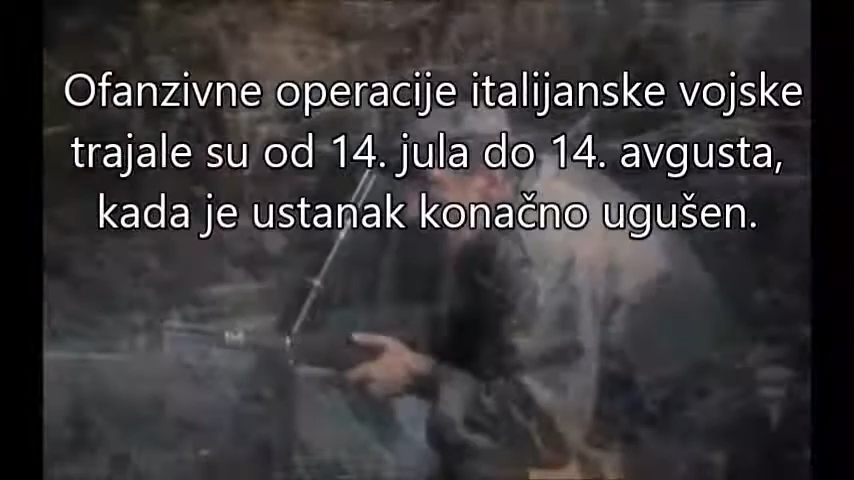 Ofanzivne operacije italijanske vojske
trajale su od 14. jula do 14. avgusta,
kada je ustanak konačno ugušen.